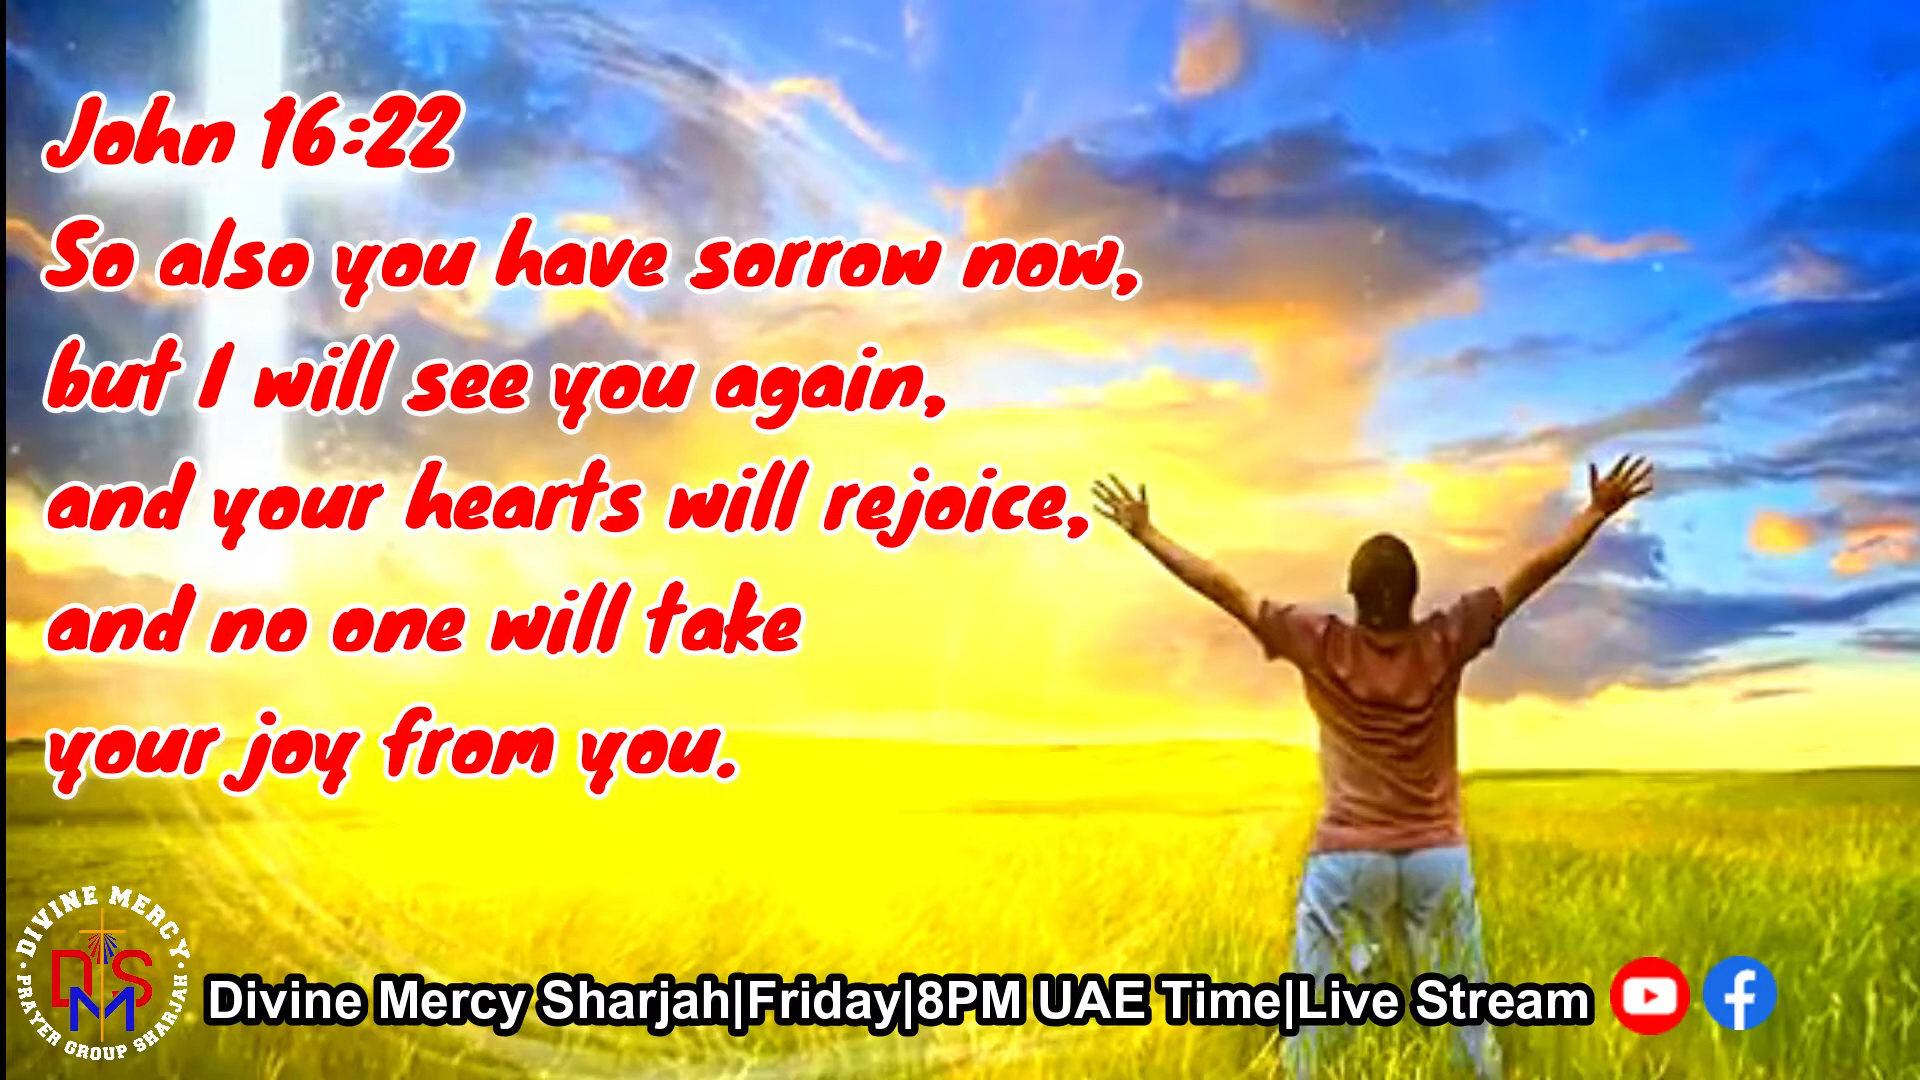 John 16:22
So also you have sorrow now,
but I will see you again,
and your hearts will rejoice,
and no one will take
your joy from you.
DIVINE MERCY
DMS
PRAYER GROUP SHARJAH
Divine Mercy Sharjah|Friday|8PM UAE Time|Live Stream